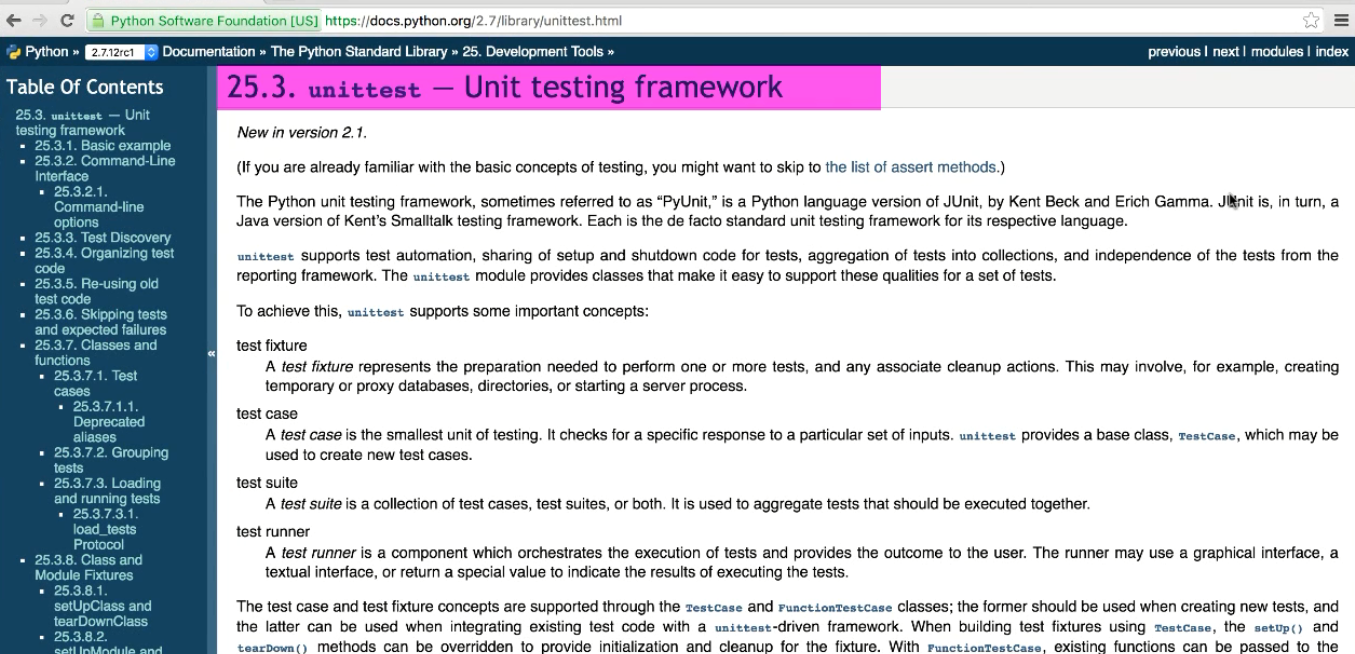 Python Software Foundation [US] https://docs.python.org/2.7/library/unittest.html
Python » 2.7.12rc1 Documentation » The Python Standard Library » 25. Development Tools » previous | next | modules | index
Table Of Contents
25.3. unittest — Unit
testing framework
25.3.1. Basic example
25.3.2. Command-Line
Interface
25.3.2.1.
Command-line
options
25.3.3. Test Discovery
25.3.4. Organizing test
code
25.3.5. Re-using old
test code
25.3.6. Skipping tests
and expected failures
25.3.7. Classes and
functions
25.3.7.1. Test
cases
25.3.7.1.1.
Deprecated
aliases
25.3.7.2. Grouping
tests
25.3.7.3. Loading
and running tests
25.3.7.3.1.
load_tests
Protocol
25.3.8. Class and
Module Fixtures
25.3.8.1.
setUpClass and
tearDownClass
25.3.8.2.
setUpModule and
«
25.3. unittest — Unit testing framework
New in version 2.1.
(If you are already familiar with the basic concepts of testing, you might want to skip to the list of assert methods.)
The Python unit testing framework, sometimes referred to as “PyUnit,” is a Python language version of JUnit, by Kent Beck and Erich Gamma. JUnit is, in turn, a
Java version of Kent’s Smalltalk testing framework. Each is the de facto standard unit testing framework for its respective language.
unittest supports test automation, sharing of setup and shutdown code for tests, aggregation of tests into collections, and independence of the tests from the
reporting framework. The unittest module provides classes that make it easy to support these qualities for a set of tests.
To achieve this, unittest supports some important concepts:
test fixture
A test fixture represents the preparation needed to perform one or more tests, and any associate cleanup actions. This may involve, for example, creating
temporary or proxy databases, directories, or starting a server process.
test case
A test case is the smallest unit of testing. It checks for a specific response to a particular set of inputs. unittest provides a base class, TestCase, which may be
used to create new test cases.
test suite
A test suite is a collection of test cases, test suites, or both. It is used to aggregate tests that should be executed together.
test runner
A test runner is a component which orchestrates the execution of tests and provides the outcome to the user. The runner may use a graphical interface, a
textual interface, or return a special value to indicate the results of executing the tests.
The test case and test fixture concepts are supported through the TestCase and FunctionTestCase classes; the former should be used when creating new tests, and
the latter can be used when integrating existing test code with a unittest-driven framework. When building test fixtures using TestCase, the setUp() and
tearDown() methods can be overridden to provide initialization and cleanup for the fixture. With FunctionTestCase, existing functions can be passed to the